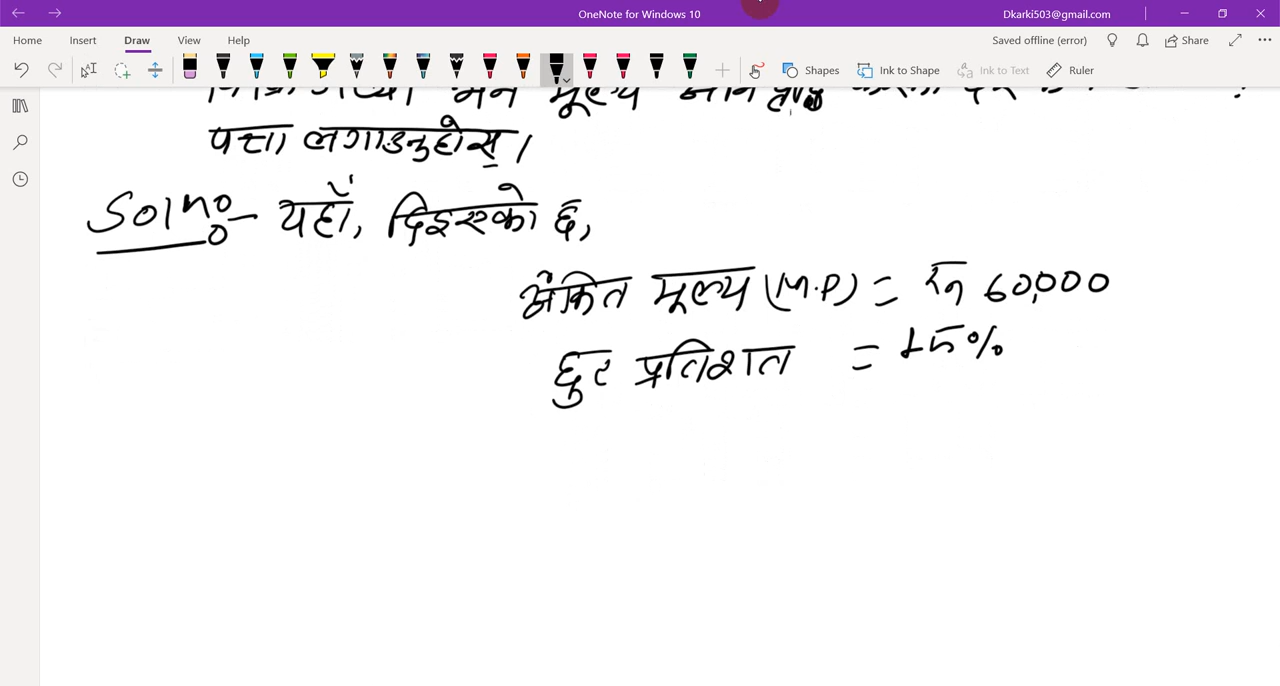 OneNote for Windows 10
Dkarki503@gmail.com
Home Insert Draw View Help
Saved offline (error) Share
Shapes Ink to Shape Ink to Text Ruler
मूल्य
पत्ता लगाउनुहोस्।
Soln:- यहाँ, दिइएको छ,
अंकित मूल्य (M.P) = रु 60,000
छुट प्रतिशत = 15%